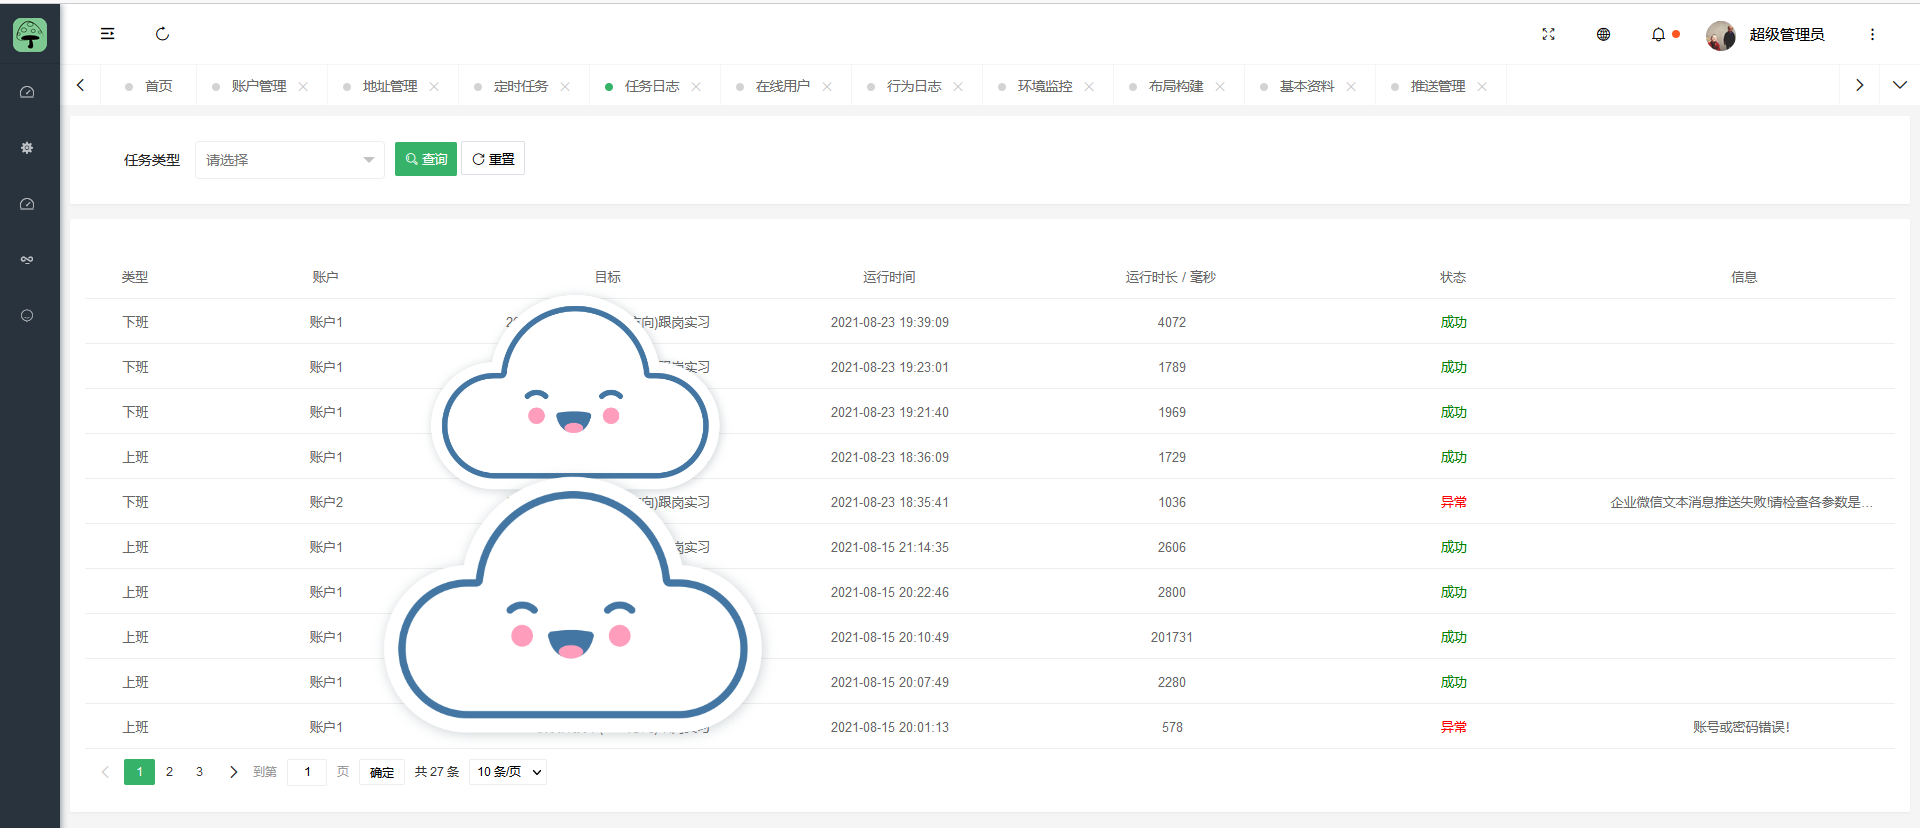 超级管理员
首页 账户管理 地址管理 定时任务 任务日志 在线用户 行为日志 环境监控 布局构建 基本资料 推送管理
任务类型 请选择 查询 重置
类型 账户 目标 运行时间 运行时长 / 毫秒 状态 信息
下班 账户1 向)跟岗实习 2021-08-23 19:39:09 4072 成功
下班 账户1 实习 2021-08-23 19:23:01 1789 成功
下班 账户1 2021-08-23 19:21:40 1969 成功
上班 账户1 2021-08-23 18:36:09 1729 成功
下班 账户2 向)跟岗实习 2021-08-23 18:35:41 1036 异常 企业微信文本消息推送失败!请检查各参数是…
上班 账户1 岗实习 2021-08-15 21:14:35 2606 成功
上班 账户1 2021-08-15 20:22:46 2800 成功
上班 账户1 2021-08-15 20:10:49 201731 成功
上班 账户1 2021-08-15 20:07:49 2280 成功
上班 账户1 2021-08-15 20:01:13 578 异常 账号或密码错误!
1 2 3 到第 1 页 确定 共 27 条 10 条/页